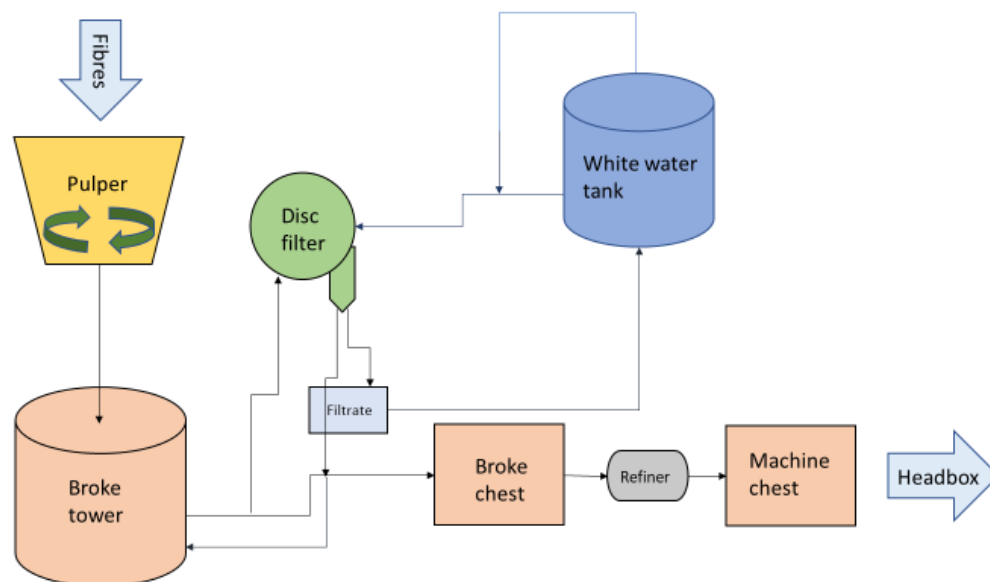 Fibres
Pulper
Disc
filter
White water
tank
Filtrate
Broke
tower
Broke
chest
Refiner
Machine
chest
Headbox